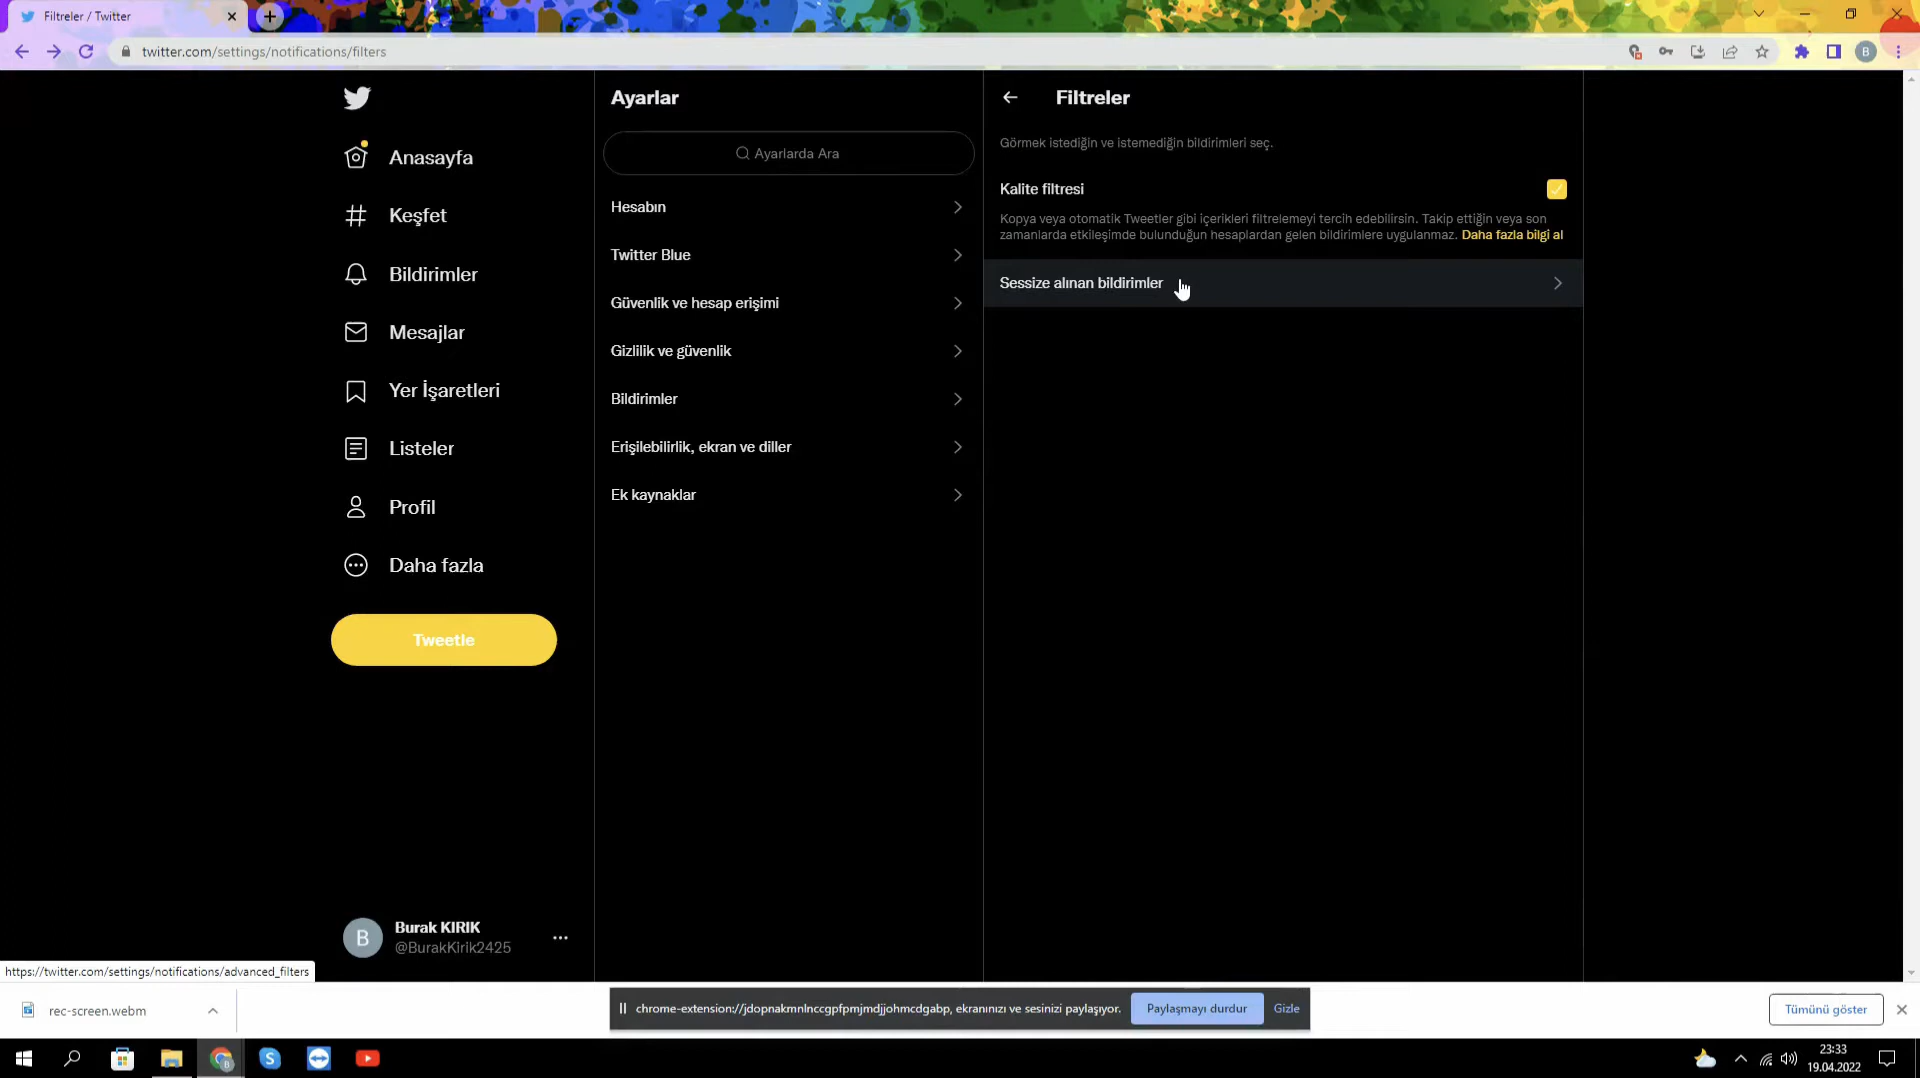 Filtreler / Twitter
twitter.com/settings/notifications/filters
B
Anasayfa
Keşfet
Bildirimler
Mesajlar
Yer İşaretleri
Listeler
Profil
Daha fazla
Tweetle
B
Burak KIRIK
@BurakKirik2425
Ayarlar
Ayarlarda Ara
Hesabın
Twitter Blue
Güvenlik ve hesap erişimi
Gizlilik ve güvenlik
Bildirimler
Erişilebilirlik, ekran ve diller
Ek kaynaklar
Filtreler
Görmek istediğin ve istemediğin bildirimleri seç.
Kalite filtresi
Kopya veya otomatik Tweetler gibi içerikleri filtrelemeyi tercih edebilirsin. Takip ettiğin veya son
zamanlarda etkileşimde bulunduğun hesaplardan gelen bildirimlere uygulanmaz. Daha fazla bilgi al
Sessize alınan bildirimler
https://twitter.com/settings/notifications/advanced_filters
rec-screen.webm
chrome-extension://jdopnakmnlnccgpfpmjmdjjohmcdgabp, ekranınızı ve sesinizi paylaşıyor.
Paylaşmayı durdur
Gizle
Tümünü göster
B
S
23:33
19.04.2022